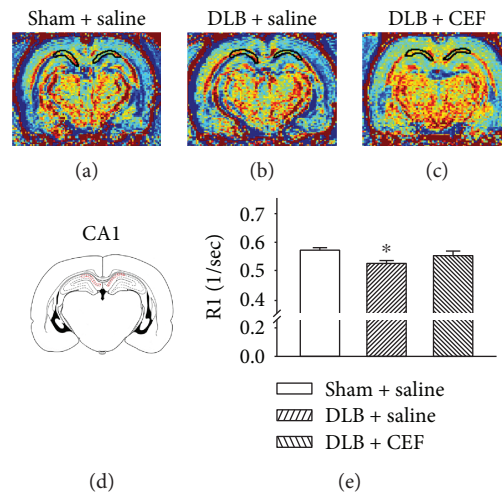 Sham + saline
DLB + saline
DLB + CEF
(a)
(b)
(c)
CA1
R1 (1/sec)
0.7
0.6
0.5
0.4
0.2
0.0
*
Sham + saline
DLB + saline
DLB + CEF
(d)
(e)